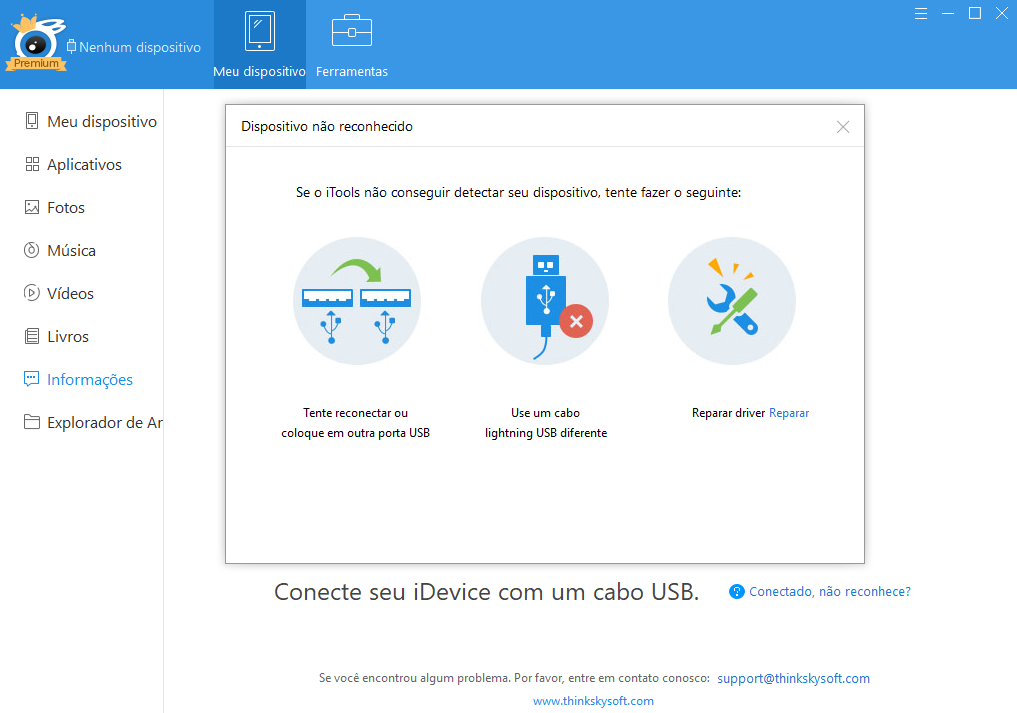 Premium
Nenhum dispositivo
Meu dispositivo
Ferramentas
Meu dispositivo
Aplicativos
Fotos
Música
Vídeos
Livros
Informações
Explorador de Ar
Dispositivo não reconhecido
Se o iTools não conseguir detectar seu dispositivo, tente fazer o seguinte:
Tente reconectar ou
coloque em outra porta USB
Use um cabo
lightning USB diferente
Reparar driver Reparar
Conecte seu iDevice com um cabo USB.
Conectado, não reconhece?
Se você encontrou algum problema. Por favor, entre em contato conosco: support@thinkskysoft.com
www.thinkskysoft.com